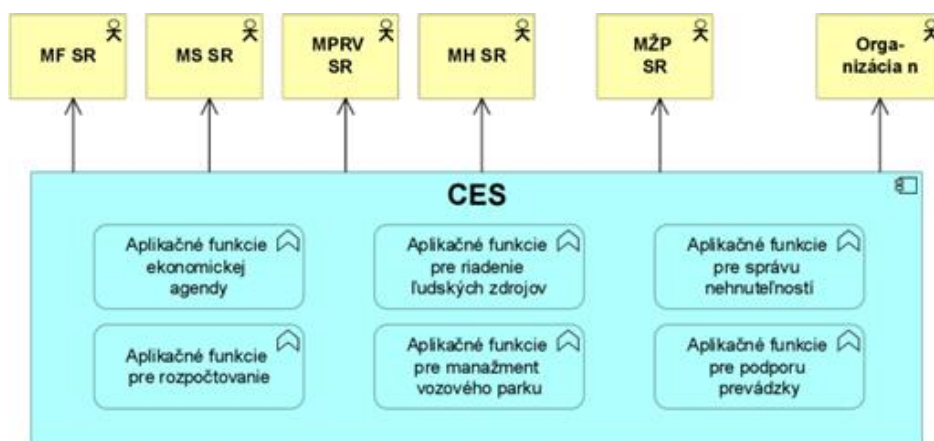 MF SR
MS SR
MPRV
SR
MH SR
MŽP
SR
Orga-
nizácia n
CES
Aplikačné funkcie
ekonomickej
agendy
Aplikačné funkcie
pre riadenie
ľudských zdrojov
Aplikačné funkcie
pre správu
nehnuteľností
Aplikačné funkcie
pre rozpočtovanie
Aplikačné funkcie
pre manažment
vozového parku
Aplikačné funkcie
pre podporu
prevádzky